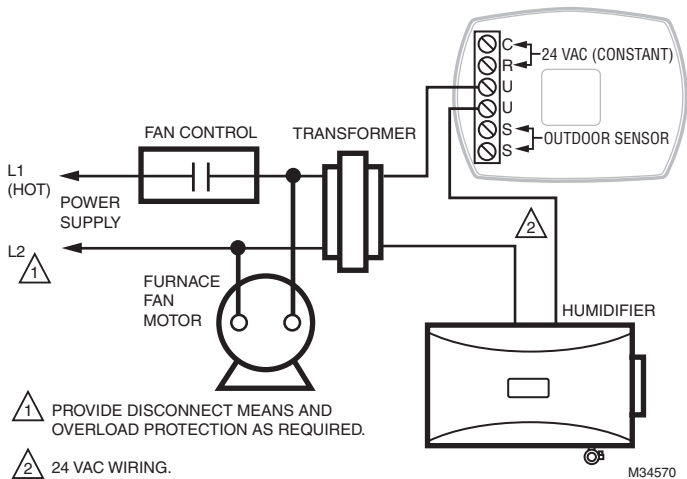 C
R
24 VAC (CONSTANT)
U
U
S
S
OUTDOOR SENSOR
FAN CONTROL
TRANSFORMER
L1
(HOT)
POWER
SUPPLY
L2
1
2
FURNACE
FAN
MOTOR
HUMIDIFIER
1 PROVIDE DISCONNECT MEANS AND
OVERLOAD PROTECTION AS REQUIRED.
2 24 VAC WIRING.
M34570